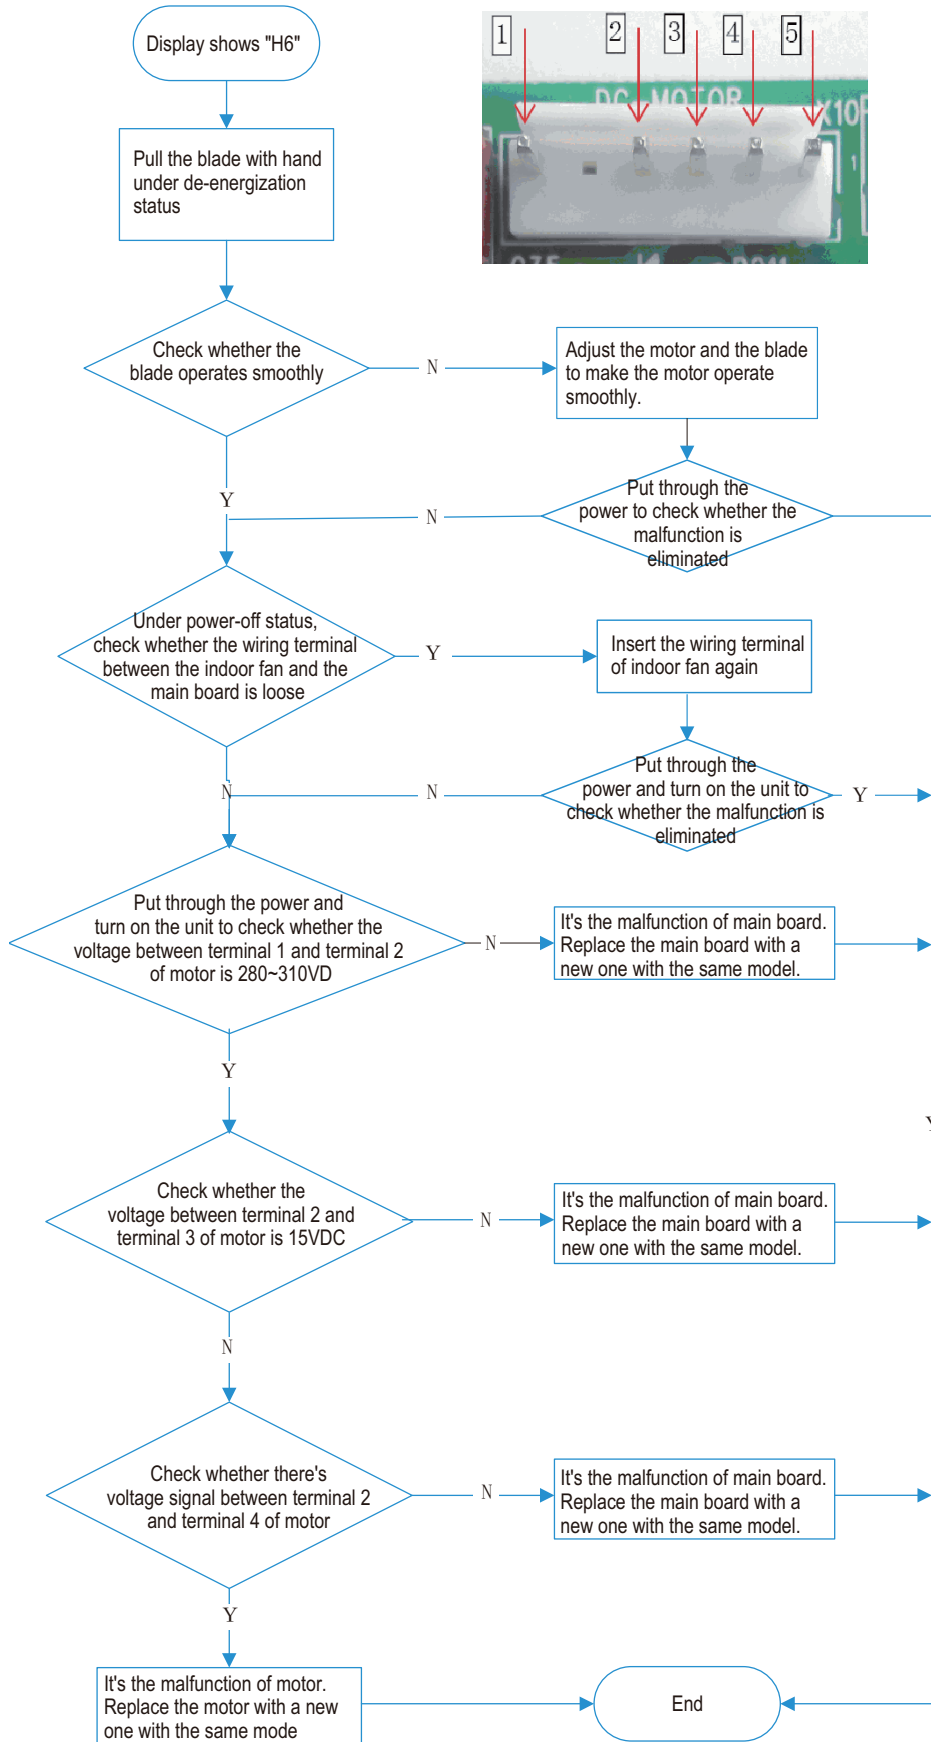 Display shows "H6"
1
2
3
4
5
DC-MOTOR
X10
1
Pull the blade with hand
under de-energization
status
Check whether the
blade operates smoothly
N
Adjust the motor and the blade
to make the motor operate
smoothly.
Y
N
Put through the
power to check whether the
malfunction is
eliminated
Under power-off status,
check whether the wiring terminal
between the indoor fan and the
main board is loose
Y
Insert the wiring terminal
of indoor fan again
N
N
Put through the
power and turn on the unit to
check whether the malfunction is
eliminated
Y
Put through the power and
turn on the unit to check whether the
voltage between terminal 1 and terminal 2
of motor is 280~310VD
N
It's the malfunction of main board.
Replace the main board with a
new one with the same model.
Y
Y
Check whether the
voltage between terminal 2 and
terminal 3 of motor is 15VDC
N
It's the malfunction of main board.
Replace the main board with a
new one with the same model.
N
Check whether there's
voltage signal between terminal 2
and terminal 4 of motor
N
It's the malfunction of main board.
Replace the main board with a
new one with the same model.
Y
It's the malfunction of motor.
Replace the motor with a new
one with the same mode
End